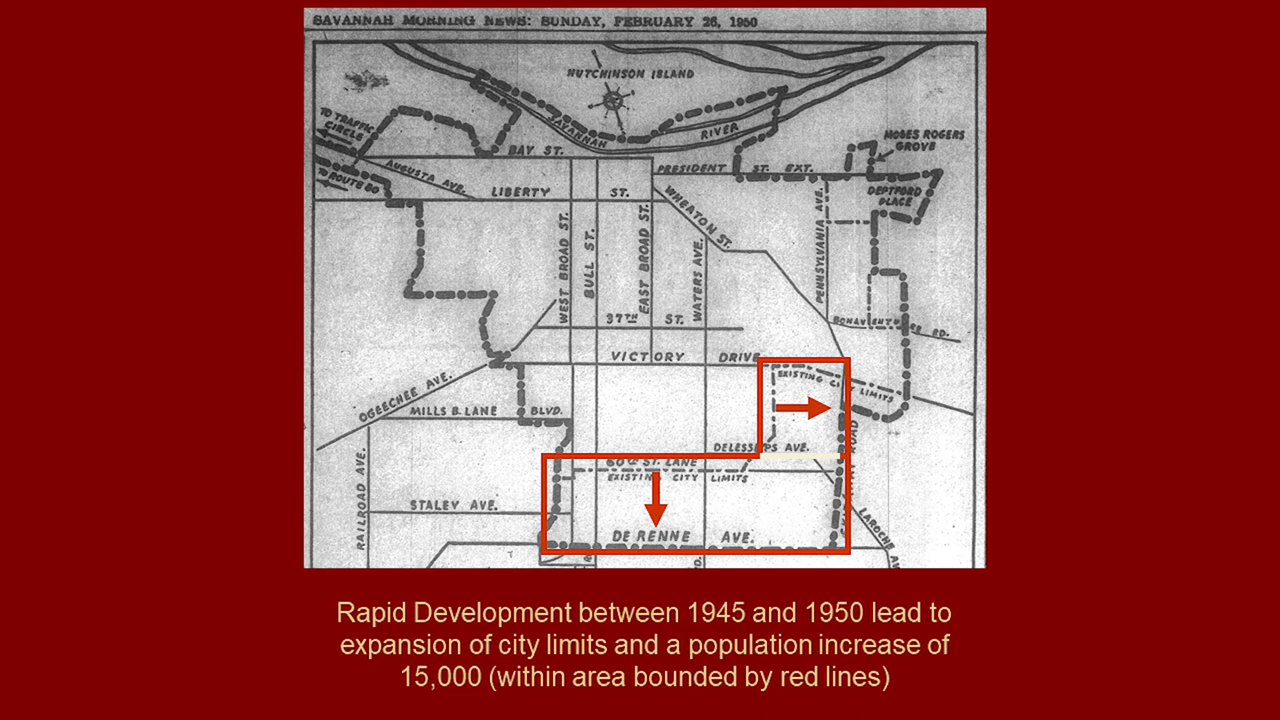 SAVANNAH MORNING NEWS: SUNDAY, FEBRUARY 26, 1950
HUTCHINSON ISLAND
TO TRAFFIC
CIRCLE
SAVANNAH
RIVER
MOSES ROGERS
GROVE
BAY ST.
AUGUSTA AVE.
PRESIDENT ST. EXT.
TO ROUTE 80
LIBERTY ST.
DEPTFORD
PLACE
WHEATON ST.
WEST BROAD ST.
BULL ST.
EAST BROAD ST.
WATERS AVE.
PENNSYLVANIA AVE.
37TH ST.
RD.
VICTORY DRIVE
EXISTING CITY LIMITS
OGEECHEE AVE.
MILLS B. LANE BLVD.
DELESSEPS AVE.
ROAD
60TH ST. LANE
EXISTING CITY LIMITS
RAILROAD AVE.
STALEY AVE.
LAROCHE AV
DE RENNE AVE.
Rapid Development between 1945 and 1950 lead to
expansion of city limits and a population increase of
15,000 (within area bounded by red lines)